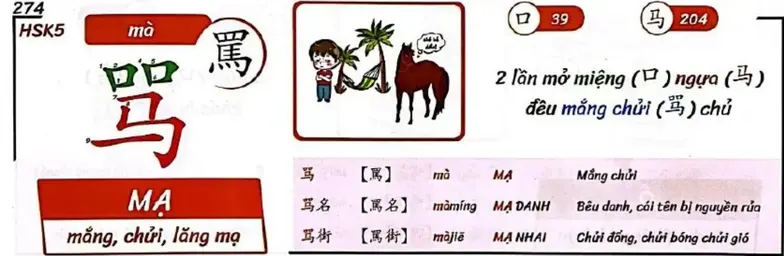 274
HSK5
mà
罵
骂
MẠ
mắng, chửi, lăng mạ
口 39
马 204
2 lần mở miệng (口) ngựa (马)
đều mắng chửi (骂) chủ
骂 【罵】 mà MẠ Mắng chửi
骂名 【罵名】 màmíng MẠ DANH Bêu danh, cái tên bị nguyền rủa
骂街 【罵街】 màjiē MẠ NHAI Chửi đổng, chửi bóng chửi gió